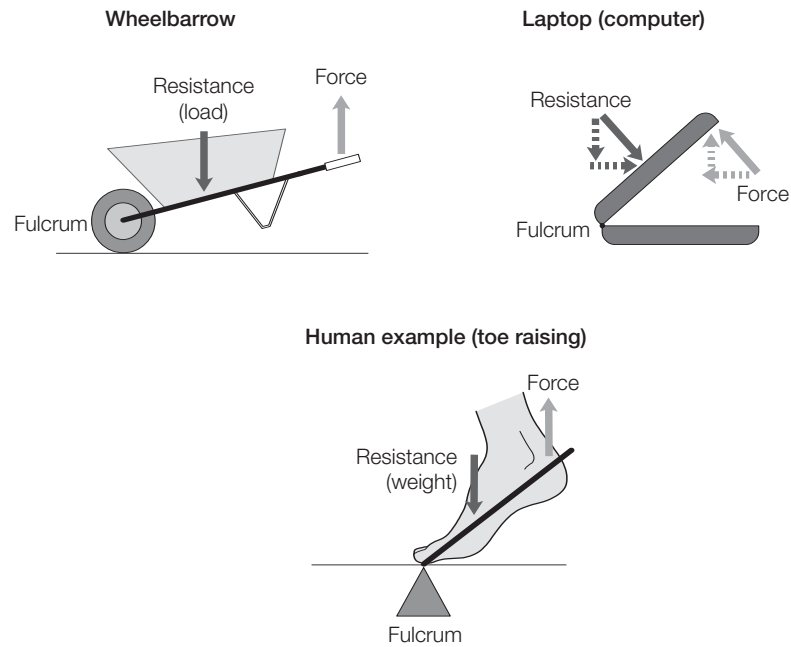 Wheelbarrow
Resistance
(load)
Force
Fulcrum
Laptop (computer)
Resistance
Force
Fulcrum
Human example (toe raising)
Force
Resistance
(weight)
Fulcrum